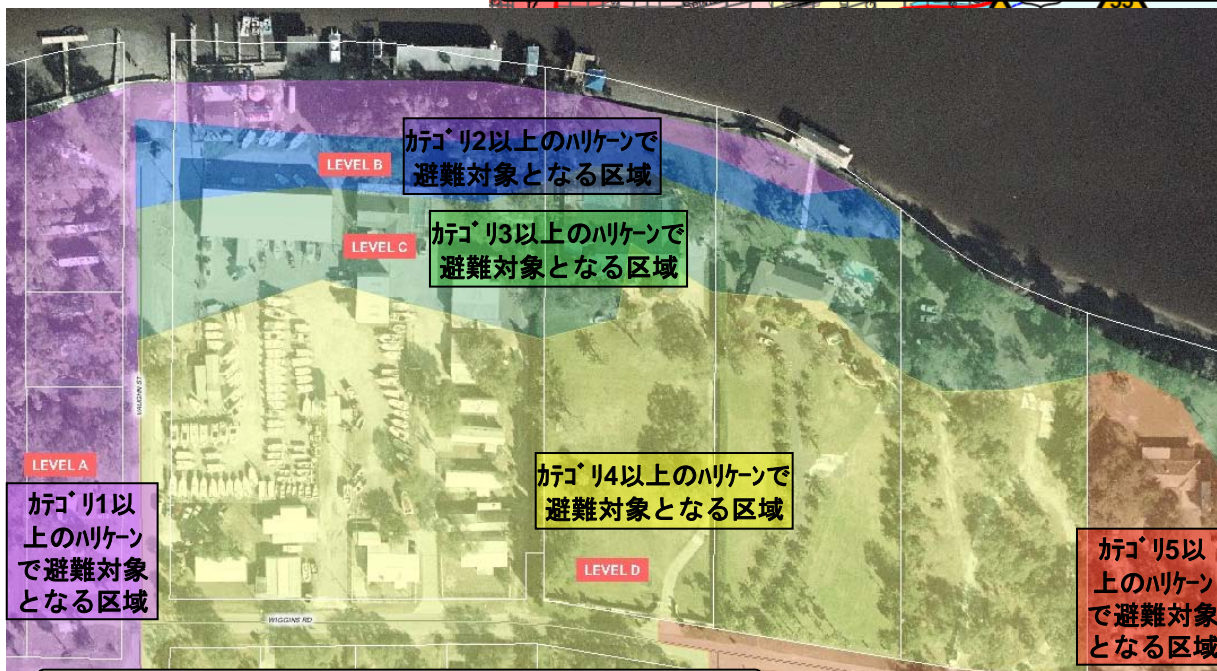 LEVEL B
カテゴリ2以上のハリケーンで
避難対象となる区域
LEVEL C
カテゴリ3以上のハリケーンで
避難対象となる区域
VAUGHN ST
LEVEL A
カテゴリ1以
上のハリケーン
で避難対象
となる区域
カテゴリ4以上のハリケーンで
避難対象となる区域
LEVEL D
カテゴリ5以
上のハリケーン
で避難対象
となる区域
WIGGINS RD